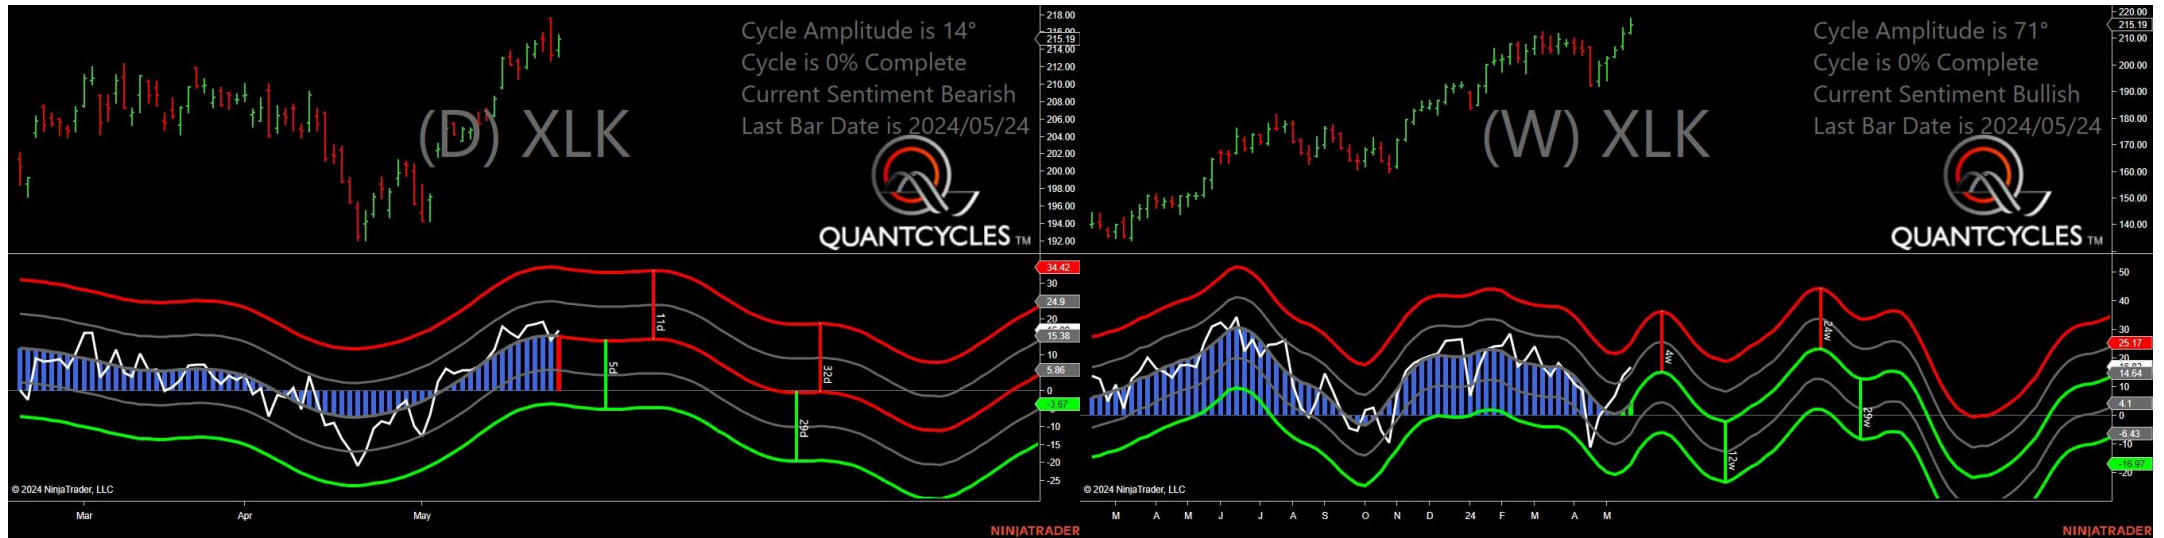 Cycle Amplitude is 14°
Cycle is 0% Complete
Current Sentiment Bearish
Last Bar Date is 2024/05/24
(D) XLK
QUANTCYCLES TM
218.00
215.19
214.00
212.00
210.00
208.00
206.00
204.00
202.00
200.00
198.00
196.00
194.00
192.00
34.42
30
24.9
20
15.38
10
5.86
0
-3.67
-10
-15
-20
-25
5d
11d
29d
32d
© 2024 NinjaTrader, LLC
Mar Apr May
NINJATRADER
Cycle Amplitude is 71°
Cycle is 0% Complete
Current Sentiment Bullish
Last Bar Date is 2024/05/24
(W) XLK
QUANTCYCLES TM
220.00
215.19
210.00
200.00
190.00
180.00
170.00
160.00
150.00
140.00
50
40
30
25.17
20
14.64
10
4.1
0
-6.43
-10
-16.97
-20
4w
12w
24w
29w
© 2024 NinjaTrader, LLC
M A M J J A S O N D 24 F M A M
NINJATRADER